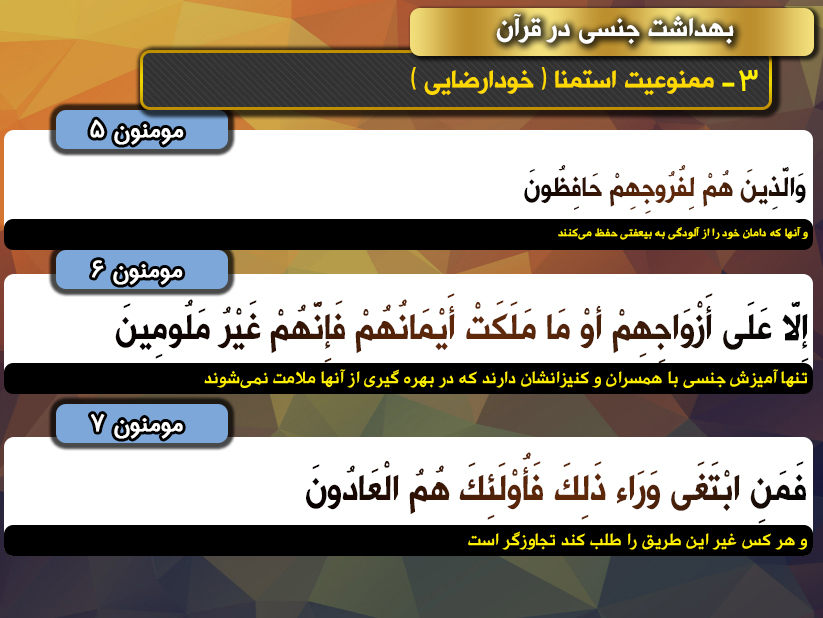 بهداشت جنسی در قرآن
۳- ممنوعیت استمنا ( خودارضایی )
مومنون ۵
وَالَّذِينَ هُمْ لِفُرُوجِهِمْ حَافِظُونَ
و آنها که دامان خود را از آلودگی به بیعفتی حفظ می‌کنند
مومنون ۶
إِلَّا عَلَى أَزْوَاجِهِمْ أوْ مَا مَلَكَتْ أَيْمَانُهُمْ فَإِنَّهُمْ غَيْرُ مَلُومِينَ
تنها آمیزش جنسی با همسران و کنیزانشان دارند که در بهره گیری از آنها ملامت نمی‌شوند
مومنون ۷
فَمَنِ ابْتَغَى وَرَاء ذَلِكَ فَأُوْلَئِكَ هُمُ الْعَادُونَ
و هر کس غیر این طریق را طلب کند تجاوزگر است